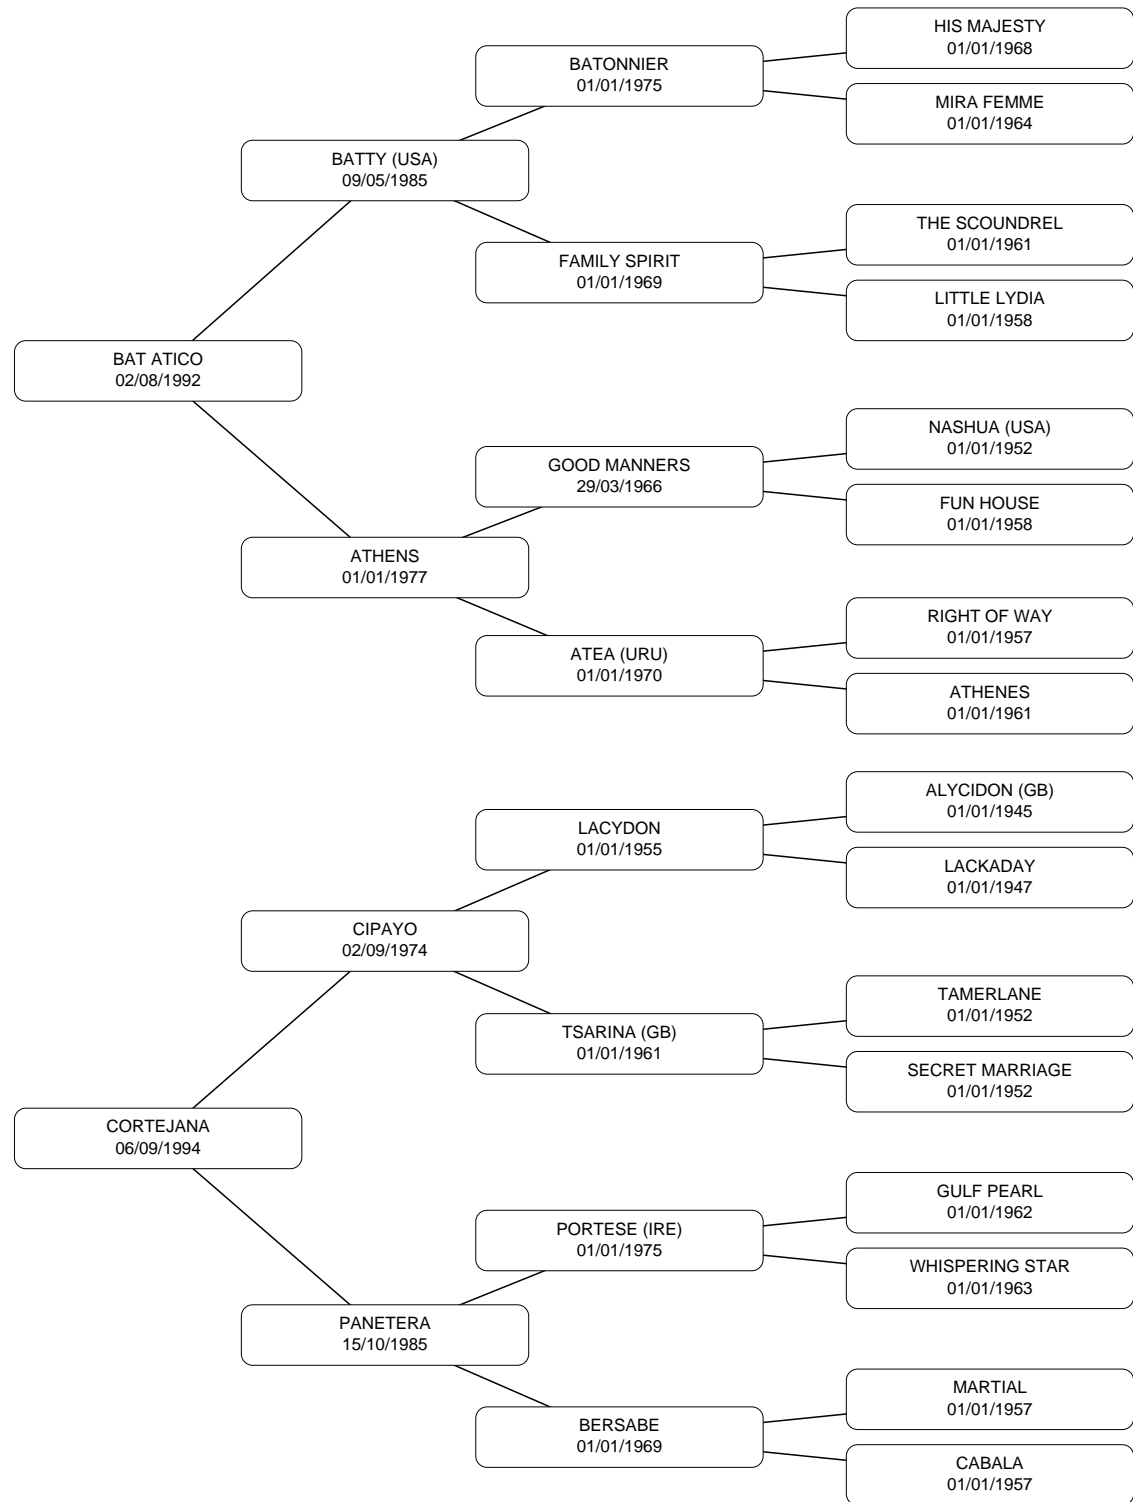 HIS MAJESTY
01/01/1968
BATONNIER
01/01/1975
MIRA FEMME
01/01/1964
BATTY (USA)
09/05/1985
THE SCOUNDREL
01/01/1961
FAMILY SPIRIT
01/01/1969
LITTLE LYDIA
01/01/1958
BAT ATICO
02/08/1992
NASHUA (USA)
01/01/1952
GOOD MANNERS
29/03/1966
FUN HOUSE
01/01/1958
ATHENS
01/01/1977
RIGHT OF WAY
01/01/1957
ATEA (URU)
01/01/1970
ATHENES
01/01/1961
ALYCIDON (GB)
01/01/1945
LACYDON
01/01/1955
LACKADAY
01/01/1947
CIPAYO
02/09/1974
TAMERLANE
01/01/1952
TSARINA (GB)
01/01/1961
SECRET MARRIAGE
01/01/1952
CORTEJANA
06/09/1994
GULF PEARL
01/01/1962
PORTESE (IRE)
01/01/1975
WHISPERING STAR
01/01/1963
PANETERA
15/10/1985
MARTIAL
01/01/1957
BERSABE
01/01/1969
CABALA
01/01/1957